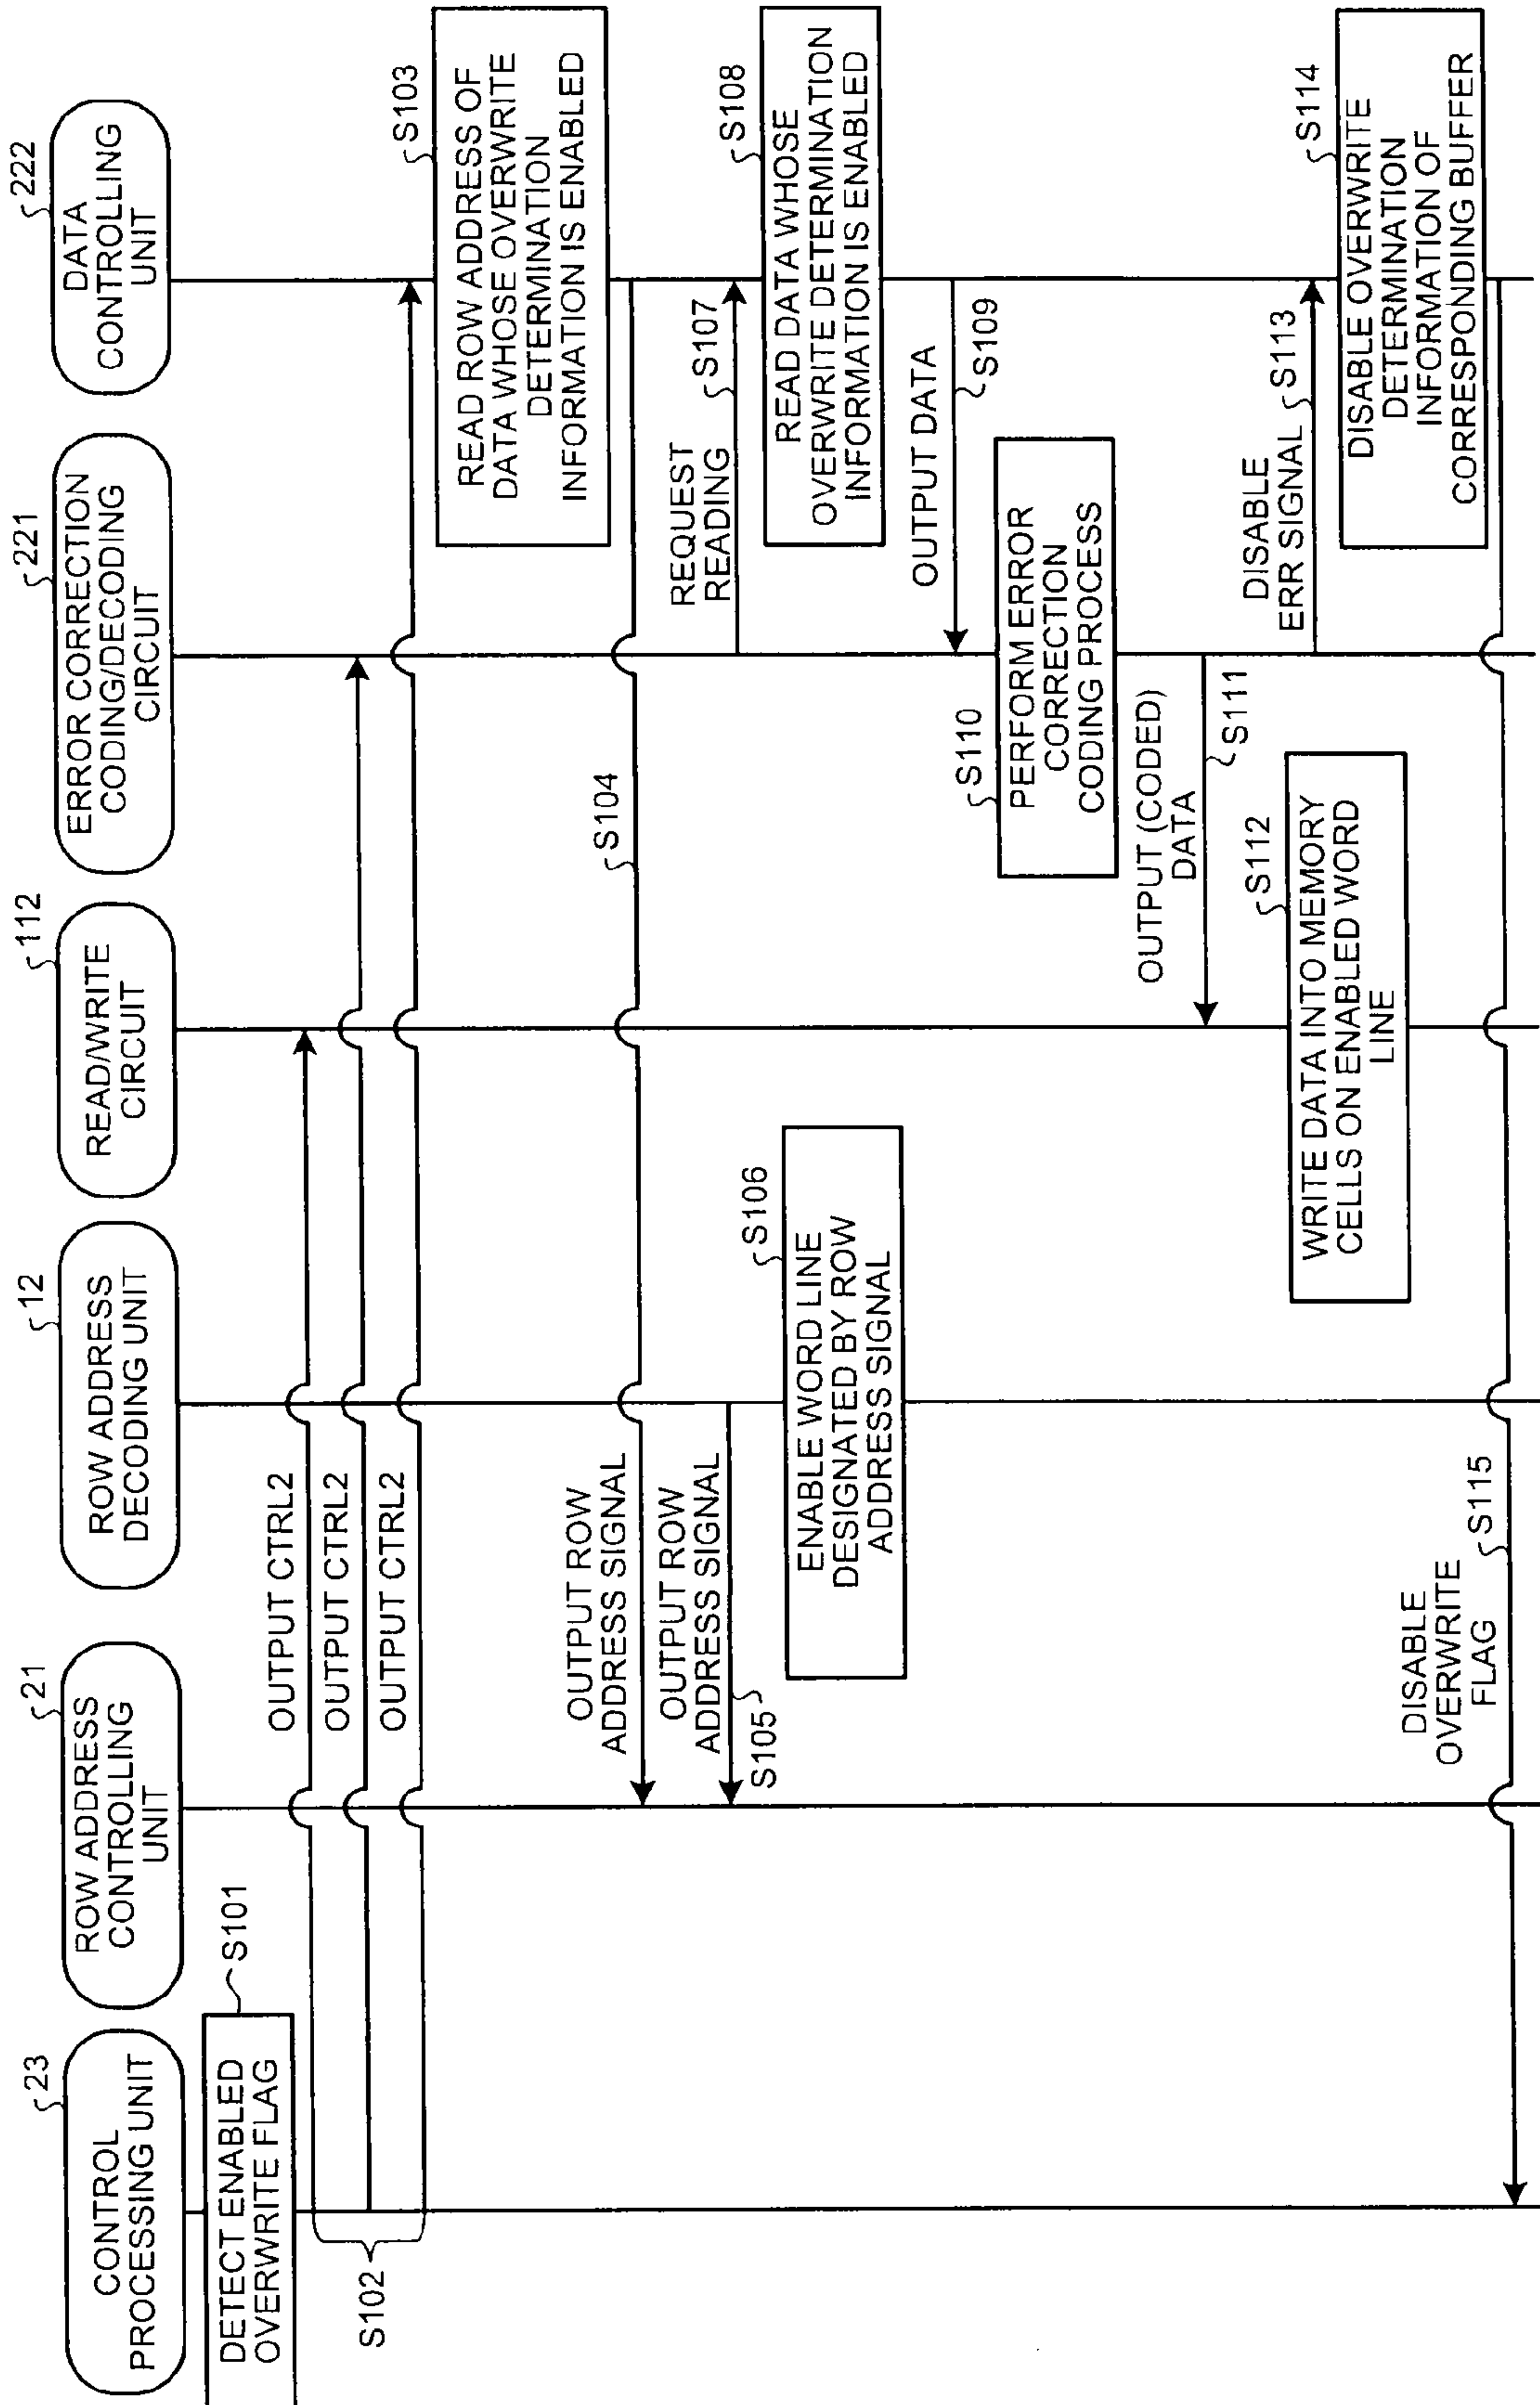 23
CONTROL
PROCESSING UNIT
21
ROW ADDRESS
CONTROLLING
UNIT
12
ROW ADDRESS
DECODING UNIT
112
READ/WRITE
CIRCUIT
221
ERROR CORRECTION
CODING/DECODING
CIRCUIT
222
DATA
CONTROLLING
UNIT
S101
DETECT ENABLED
OVERWRITE FLAG
OUTPUT CTRL2
OUTPUT CTRL2
OUTPUT CTRL2
S102
S103
READ ROW ADDRESS OF
DATA WHOSE OVERWRITE
DETERMINATION
INFORMATION IS ENABLED
S104
OUTPUT ROW
ADDRESS SIGNAL
OUTPUT ROW
ADDRESS SIGNAL
S105
S106
ENABLE WORD LINE
DESIGNATED BY ROW
ADDRESS SIGNAL
REQUEST
READING
S107
S108
READ DATA WHOSE
OVERWRITE DETERMINATION
INFORMATION IS ENABLED
OUTPUT DATA
S109
S110
PERFORM ERROR
CORRECTION
CODING PROCESS
OUTPUT (CODED)
DATA
S111
S112
WRITE DATA INTO MEMORY
CELLS ON ENABLED WORD
LINE
DISABLE
ERR SIGNAL
S113
S114
DISABLE OVERWRITE
DETERMINATION
INFORMATION OF
CORRESPONDING BUFFER
DISABLE
OVERWRITE
FLAG
S115